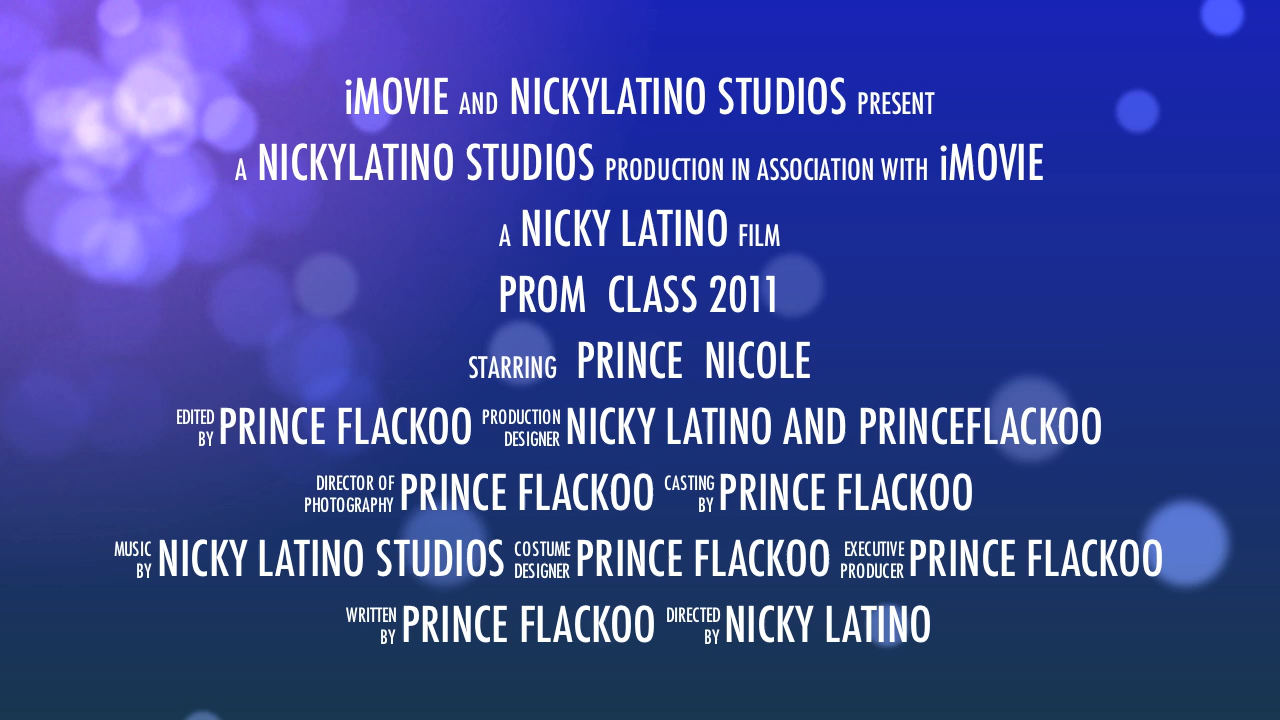 iMOVIE AND NICKYLATINO STUDIOS PRESENT
A NICKYLATINO STUDIOS PRODUCTION IN ASSOCIATION WITH iMOVIE
A NICKY LATINO FILM
PROM CLASS 2011
STARRING PRINCE NICOLE
EDITED BY PRINCE FLACKOO PRODUCTION DESIGNER NICKY LATINO AND PRINCEFLACKOO
DIRECTOR OF PHOTOGRAPHY PRINCE FLACKOO CASTING BY PRINCE FLACKOO
MUSIC BY NICKY LATINO STUDIOS COSTUME DESIGNER PRINCE FLACKOO EXECUTIVE PRODUCER PRINCE FLACKOO
WRITTEN BY PRINCE FLACKOO DIRECTED BY NICKY LATINO